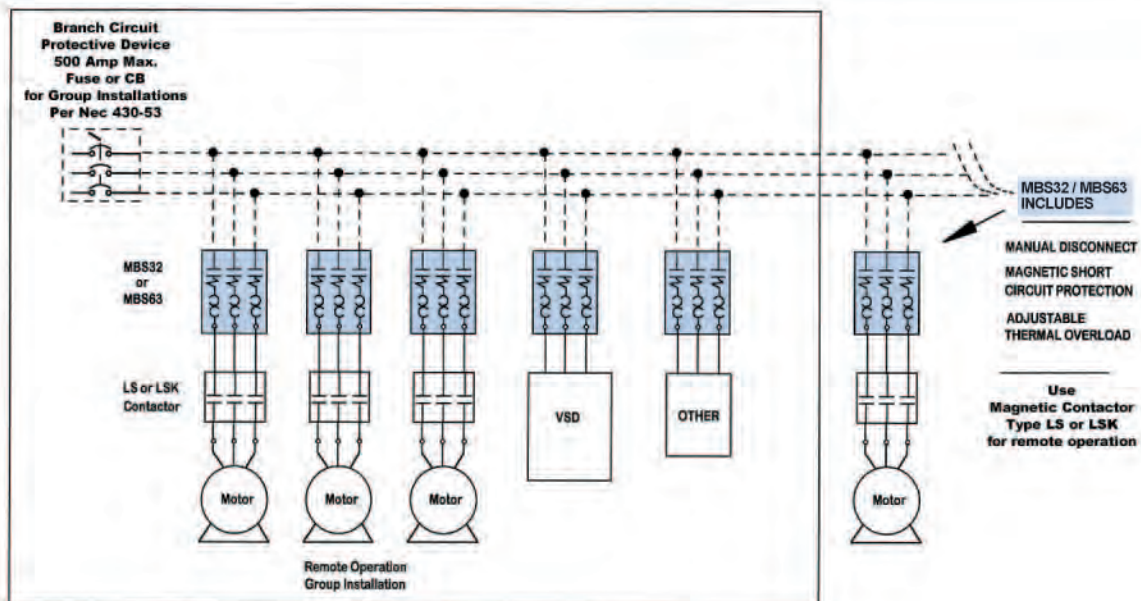 Branch Circuit
Protective Device
500 Amp Max.
Fuse or CB
for Group Installations
Per Nec 430-53
MBS32 / MBS63
INCLUDES
MANUAL DISCONNECT
MAGNETIC SHORT
CIRCUIT PROTECTION
ADJUSTABLE
THERMAL OVERLOAD
MBS32
or
MBS63
LS or LSK
Contactor
VSD
OTHER
Use
Magnetic Contactor
Type LS or LSK
for remote operation
Motor
Motor
Motor
Motor
Remote Operation
Group Installation